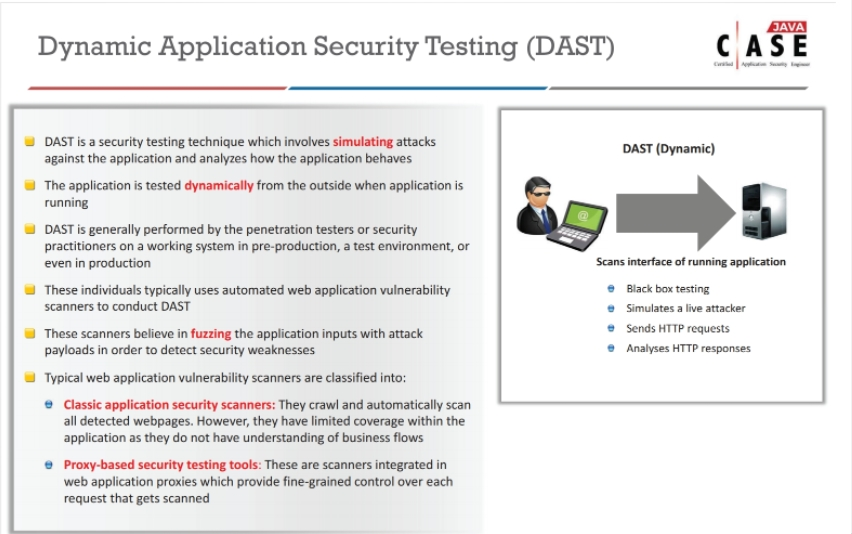 Dynamic Application Security Testing (DAST)
JAVA
CASE
Certified Application Security Engineer
DAST is a security testing technique which involves simulating attacks
against the application and analyzes how the application behaves
The application is tested dynamically from the outside when application is
running
DAST is generally performed by the penetration testers or security
practitioners on a working system in pre-production, a test environment, or
even in production
These individuals typically uses automated web application vulnerability
scanners to conduct DAST
These scanners believe in fuzzing the application inputs with attack
payloads in order to detect security weaknesses
Typical web application vulnerability scanners are classified into:
Classic application security scanners: They crawl and automatically scan
all detected webpages. However, they have limited coverage within the
application as they do not have understanding of business flows
Proxy-based security testing tools: These are scanners integrated in
web application proxies which provide fine-grained control over each
request that gets scanned
DAST (Dynamic)
@
Scans interface of running application
Black box testing
Simulates a live attacker
Sends HTTP requests
Analyses HTTP responses